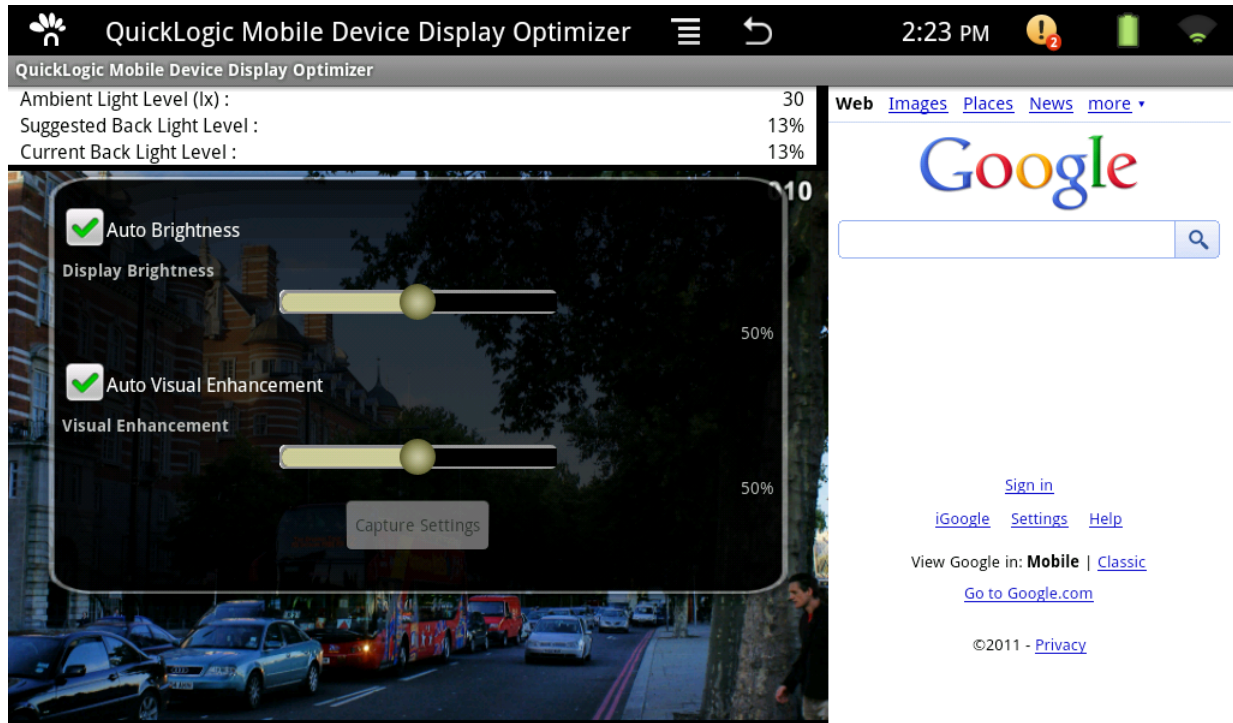 QuickLogic Mobile Device Display Optimizer 2:23 PM 2
QuickLogic Mobile Device Display Optimizer
Ambient Light Level (lx) : 30
Suggested Back Light Level : 13%
Current Back Light Level : 13%
010
Auto Brightness
Display Brightness
50%
Auto Visual Enhancement
Visual Enhancement
50%
Capture Settings
Web Images Places News more
Google
Sign in
iGoogle Settings Help
View Google in: Mobile | Classic
Go to Google.com
©2011 - Privacy